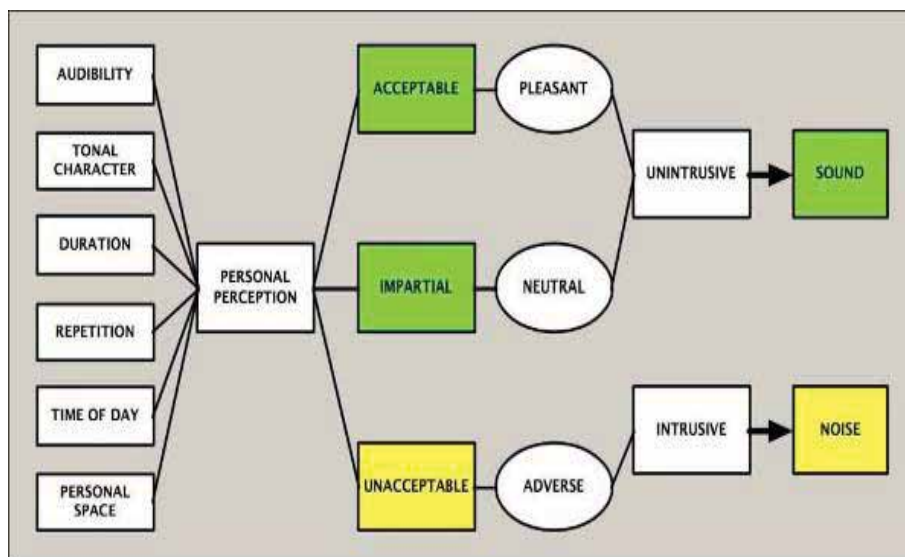 AUDIBILITY
TONAL
CHARACTER
DURATION
REPETITION
TIME OF DAY
PERSONAL
SPACE
PERSONAL
PERCEPTION
ACCEPTABLE
IMPARTIAL
UNACCEPTABLE
PLEASANT
NEUTRAL
ADVERSE
UNINTRUSIVE
INTRUSIVE
SOUND
NOISE